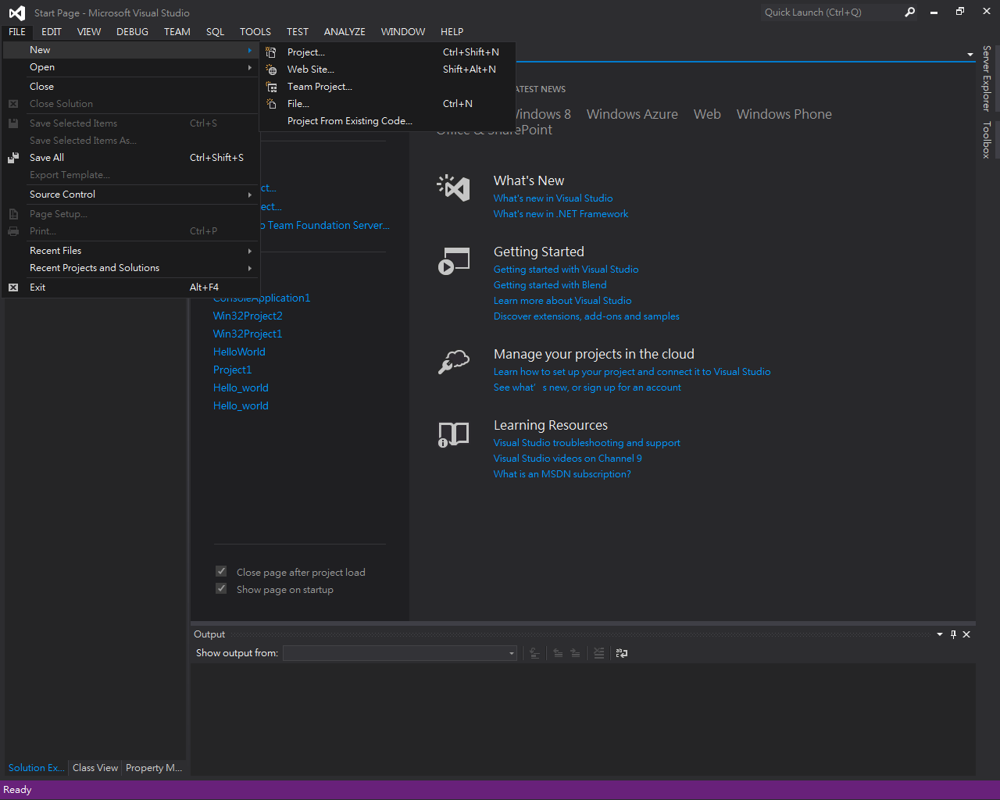 Start Page - Microsoft Visual Studio
Quick Launch (Ctrl+Q)
FILE EDIT VIEW DEBUG TEAM SQL TOOLS TEST ANALYZE WINDOW HELP
New
Open
Close
Close Solution
Save Selected Items Ctrl+S
Save Selected Items As...
Save All Ctrl+Shift+S
Export Template...
Source Control
Page Setup...
Print... Ctrl+P
Recent Files
Recent Projects and Solutions
Exit Alt+F4
Project... Ctrl+Shift+N
Web Site... Shift+Alt+N
Team Project...
File... Ctrl+N
Project From Existing Code...
ATEST NEWS
Windows 8 Windows Azure Web Windows Phone
Office & SharePoint
ct...
ect...
o Team Foundation Server...
ConsoleApplication1
Win32Project2
Win32Project1
HelloWorld
Project1
Hello_world
Hello_world
Close page after project load
Show page on startup
What's New
What's new in Visual Studio
What's new in .NET Framework
Getting Started
Getting started with Visual Studio
Getting started with Blend
Learn more about Visual Studio
Discover extensions, add-ons and samples
Manage your projects in the cloud
Learn how to set up your project and connect it to Visual Studio
See what’s new, or sign up for an account
Learning Resources
Visual Studio troubleshooting and support
Visual Studio videos on Channel 9
What is an MSDN subscription?
Server Explorer
Toolbox
Output
Show output from:
Solution Ex... Class View Property M...
Ready